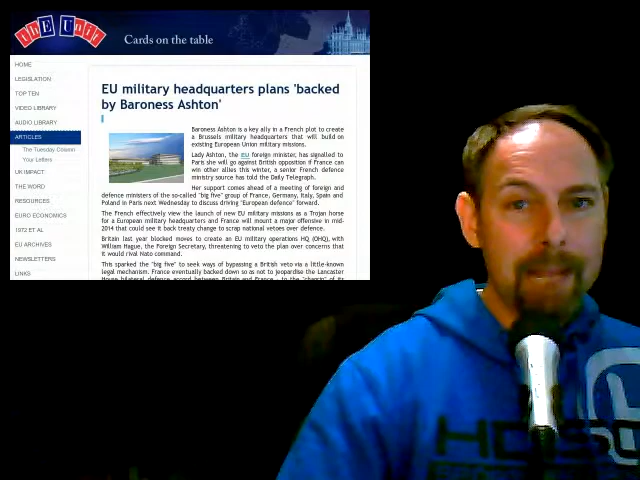 the EU nit
Cards on the table
HOME
LEGISLATION
TOP TEN
VIDEO LIBRARY
AUDIO LIBRARY
ARTICLES
The Tuesday Column
Your Letters
UK IMPACT
THE WORD
RESOURCES
EURO ECONOMICS
1972 ET AL
EU ARCHIVES
NEWSLETTERS
LINKS
EU military headquarters plans 'backed
by Baroness Ashton'
Baroness Ashton is a key ally in a French plot to create
a Brussels military headquarters that will build on
existing European Union military missions.
Lady Ashton, the EU foreign minister, has signalled to
Paris she will go against British opposition if France can
win other allies this winter, a senior French defence
ministry source has told the Daily Telegraph.
Her support comes ahead of a meeting of foreign and
defence ministers of the so-called "big five" group of France, Germany, Italy, Spain and
Poland in Paris next Wednesday to discuss driving "European defence" forward.
The French effectively view the launch of new EU military missions as a Trojan horse
for a European military headquarters and France will mount a major offensive in mid-
2014 that could see it back treaty change to scrap national vetoes over defence.
Britain last year blocked moves to create an EU military operations HQ (OHQ), with
William Hague, the Foreign Secretary, threatening to veto the plan over concerns that
it would rival Nato command.
This sparked the "big five" to seek ways of bypassing a British veto via a little-known
legal mechanism. France eventually backed down so as not to jeopardise the Lancaster
House bilateral defence accord between Britain and France - to the "chagrin" of its